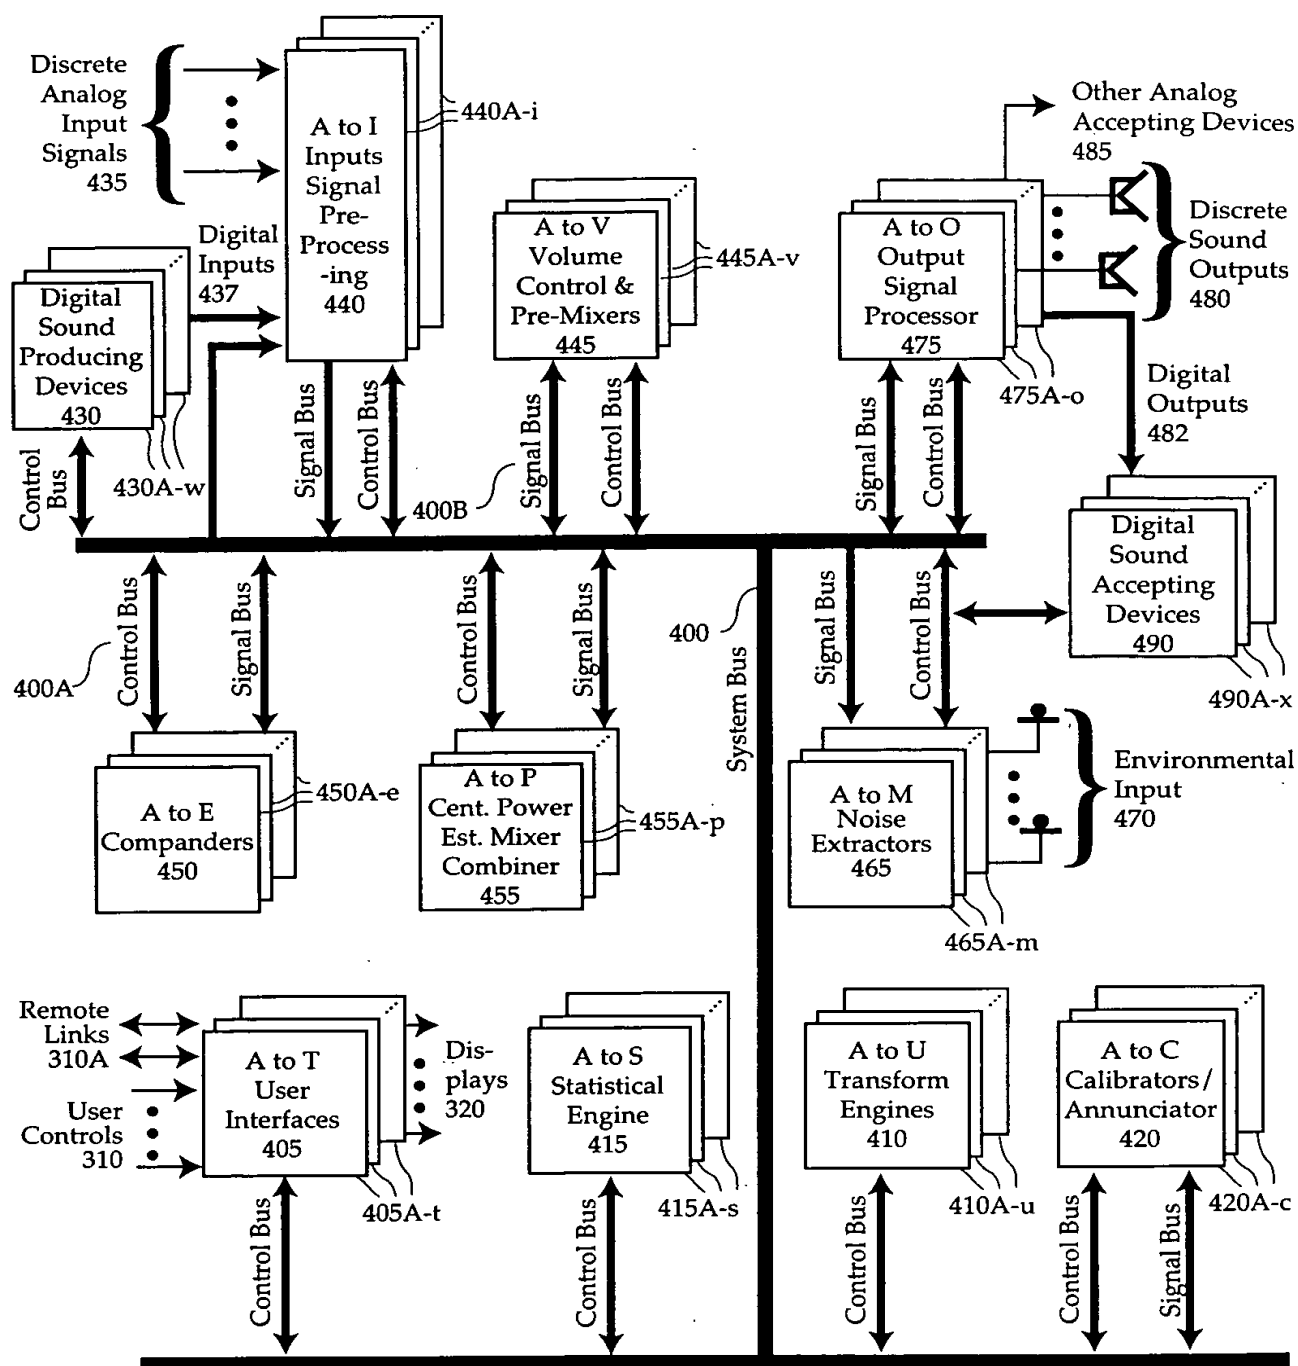 Discrete
Analog
Input
Signals
435
A to I
Inputs
Signal
Pre-
Process
-ing
440
440A-i
Digital
Inputs
437
Digital
Sound
Producing
Devices
430
430A-w
Control
Bus
Signal Bus
Control Bus
A to V
Volume
Control &
Pre-Mixers
445
445A-v
400B
Signal Bus
Control Bus
A to O
Output
Signal
Processor
475
475A-o
Signal Bus
Control Bus
Other Analog
Accepting Devices
485
Discrete
Sound
Outputs
480
Digital
Outputs
482
Digital
Sound
Accepting
Devices
490
490A-x
400A
Control Bus
Signal Bus
A to E
Companders
450
450A-e
Control Bus
Signal Bus
A to P
Cent. Power
Est. Mixer
Combiner
455
455A-p
400
System Bus
Signal Bus
Control Bus
A to M
Noise
Extractors
465
465A-m
Environmental
Input
470
Remote
Links
310A
User
Controls
310
A to T
User
Interfaces
405
405A-t
Dis-
plays
320
Control Bus
A to S
Statistical
Engine
415
415A-s
Control Bus
A to U
Transform
Engines
410
410A-u
Control Bus
A to C
Calibrators/
Annunciator
420
420A-c
Control Bus
Signal Bus